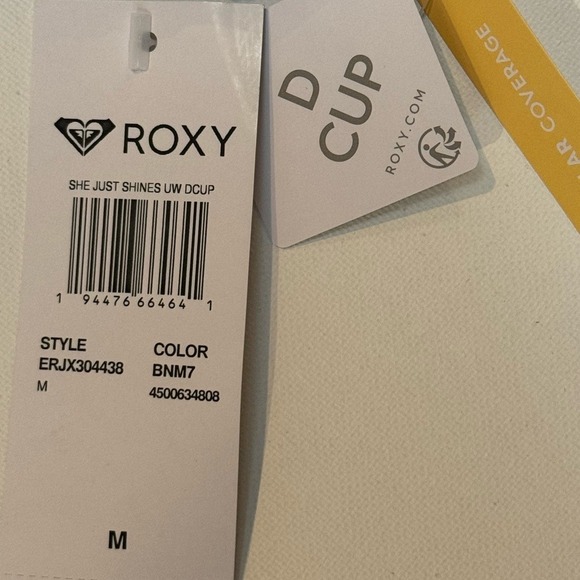 ROXY
SHE JUST SHINES UW DCUP
1 94476 66464 1
STYLE
ERJX304438
M
COLOR
BNM7
4500634808
M
D
CUP
ROXY.COM
COVERAGE